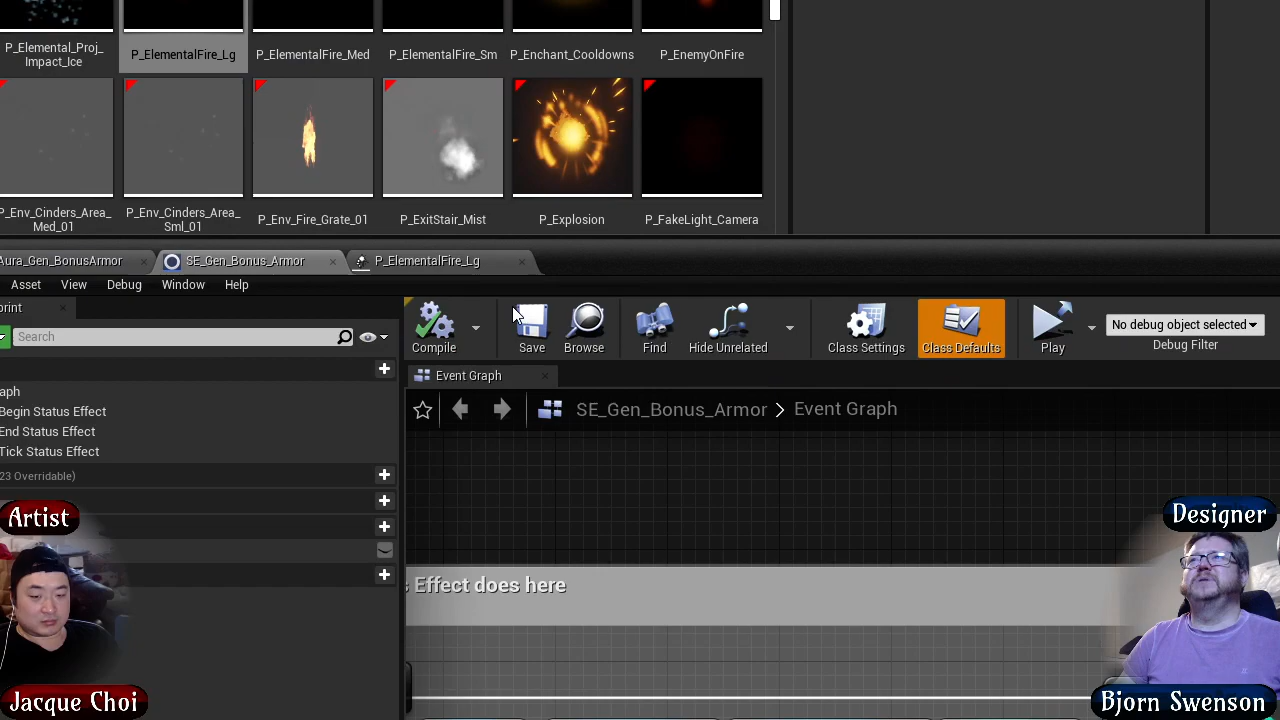 P_Elemental_Proj_
Impact_Ice
P_ElementalFire_Lg
P_ElementalFire_Med
P_ElementalFire_Sm
P_Enchant_Cooldowns
P_EnemyOnFire
P_Env_Cinders_Area_
Med_01
P_Env_Cinders_Area_
Sml_01
P_Env_Fire_Grate_01
P_ExitStair_Mist
P_Explosion
P_FakeLight_Camera
Aura_Gen_BonusArmor
SE_Gen_Bonus_Armor
P_ElementalFire_Lg
Asset View Debug Window Help
print
Search
Compile
Save
Browse
Find
Hide Unrelated
Class Settings
Class Defaults
Play
No debug object selected
Debug Filter
Event Graph
SE_Gen_Bonus_Armor > Event Graph
aph
Begin Status Effect
End Status Effect
Tick Status Effect
23 Overridable)
s Effect does here
Artist
Jacque Choi
Designer
Bjorn Swenson